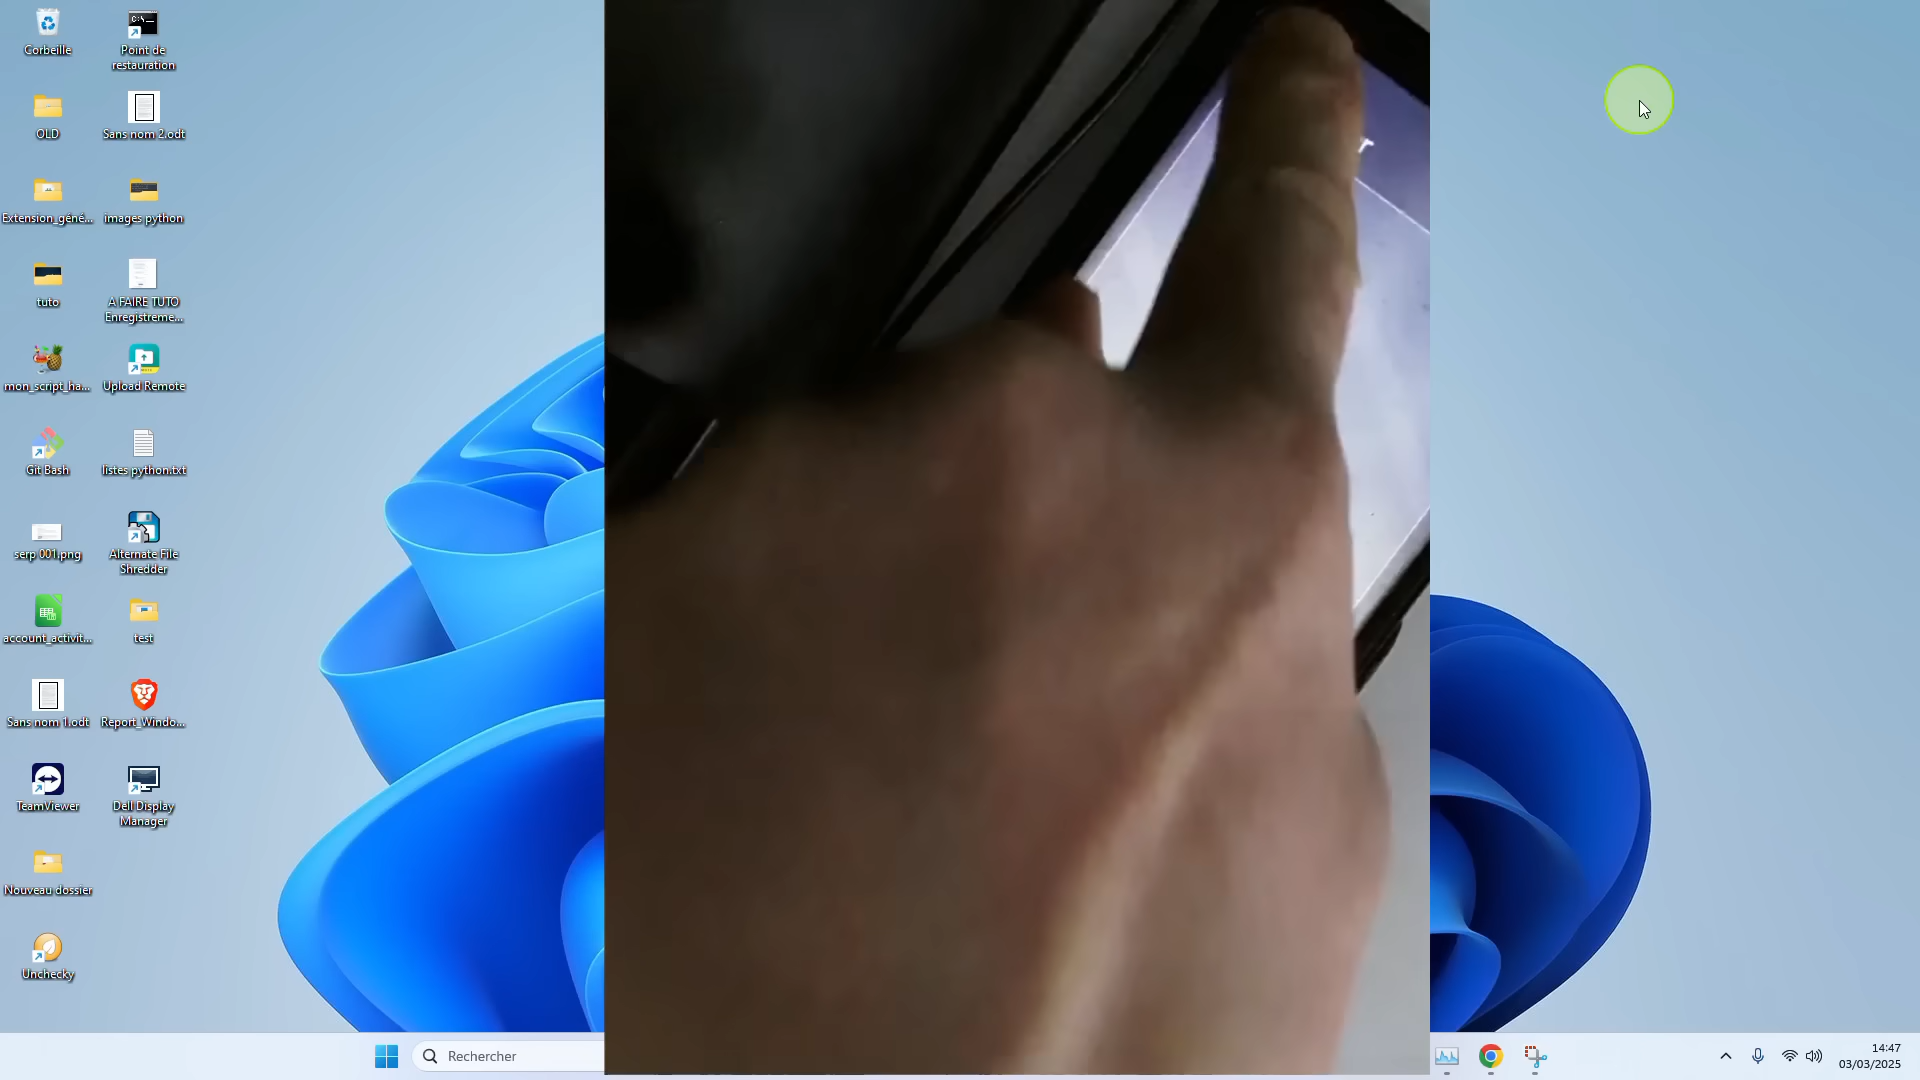 Corbeille
Point de
restauration
OLD
Sans nom 2.odt
Extension_géné...
images python
tuto
A FAIRE TUTO
Enregistreme...
mon_script_ha...
Upload Remote
Git Bash
listes python.txt
serp 001.png
Alternate File
Shredder
account_activit...
test
Sans nom 1.odt
Report_Windo...
TeamViewer
Dell Display
Manager
Nouveau dossier
Unchecky
Rechercher
14:47
03/03/2025